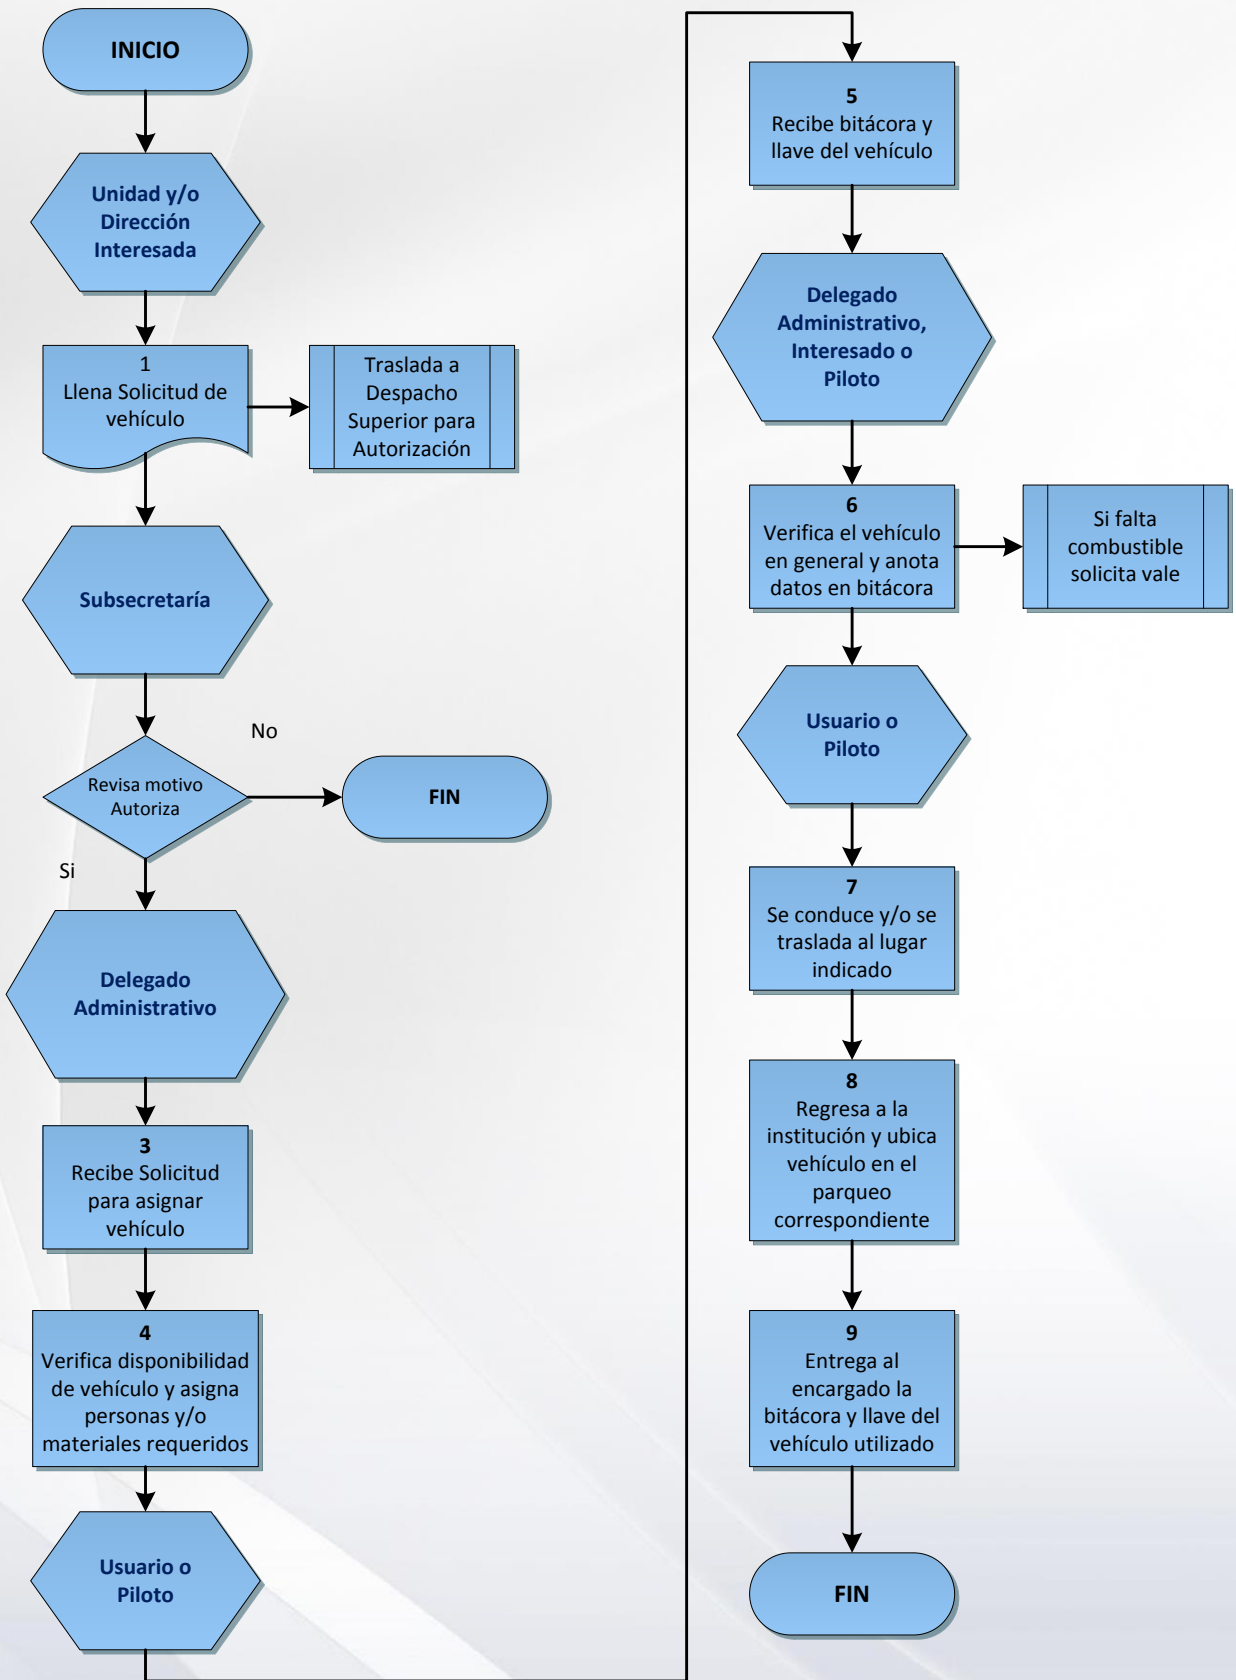 INICIO
Unidad y/o
Dirección
Interesada
1
Llena Solicitud de
vehículo
Traslada a
Despacho
Superior para
Autorización
Subsecretaría
No
Revisa motivo
Autoriza
FIN
Si
Delegado
Administrativo
3
Recibe Solicitud
para asignar
vehículo
4
Verifica disponibilidad
de vehículo y asigna
personas y/o
materiales requeridos
Usuario o
Piloto
5
Recibe bitácora y
llave del vehículo
Delegado
Administrativo,
Interesado o
Piloto
6
Verifica el vehículo
en general y anota
datos en bitácora
Si falta
combustible
solicita vale
Usuario o
Piloto
7
Se conduce y/o se
traslada al lugar
indicado
8
Regresa a la
institución y ubica
vehículo en el
parqueo
correspondiente
9
Entrega al
encargado la
bitácora y llave del
vehículo utilizado
FIN